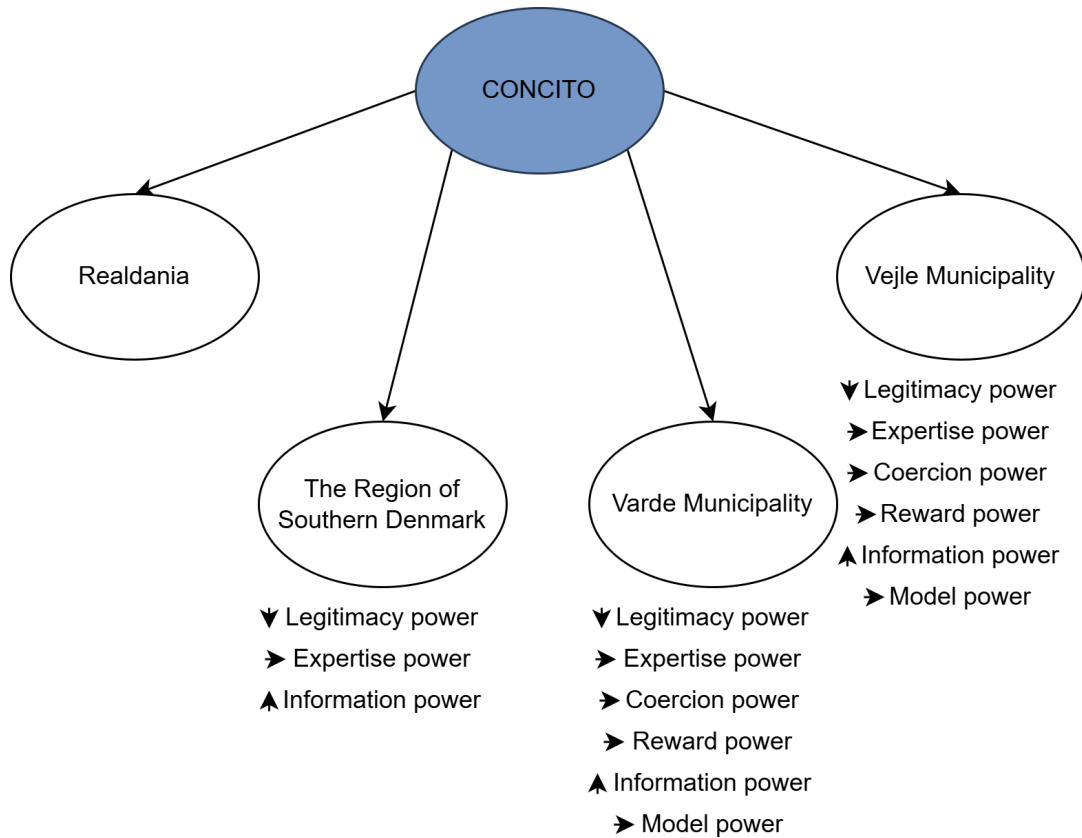 CONCITO
Realdania
Vejle Municipality
Legitimacy power
Expertise power
Coercion power
Reward power
Information power
Model power
The Region of
Southern Denmark
Legitimacy power
Expertise power
Information power
Varde Municipality
Legitimacy power
Expertise power
Coercion power
Reward power
Information power
Model power